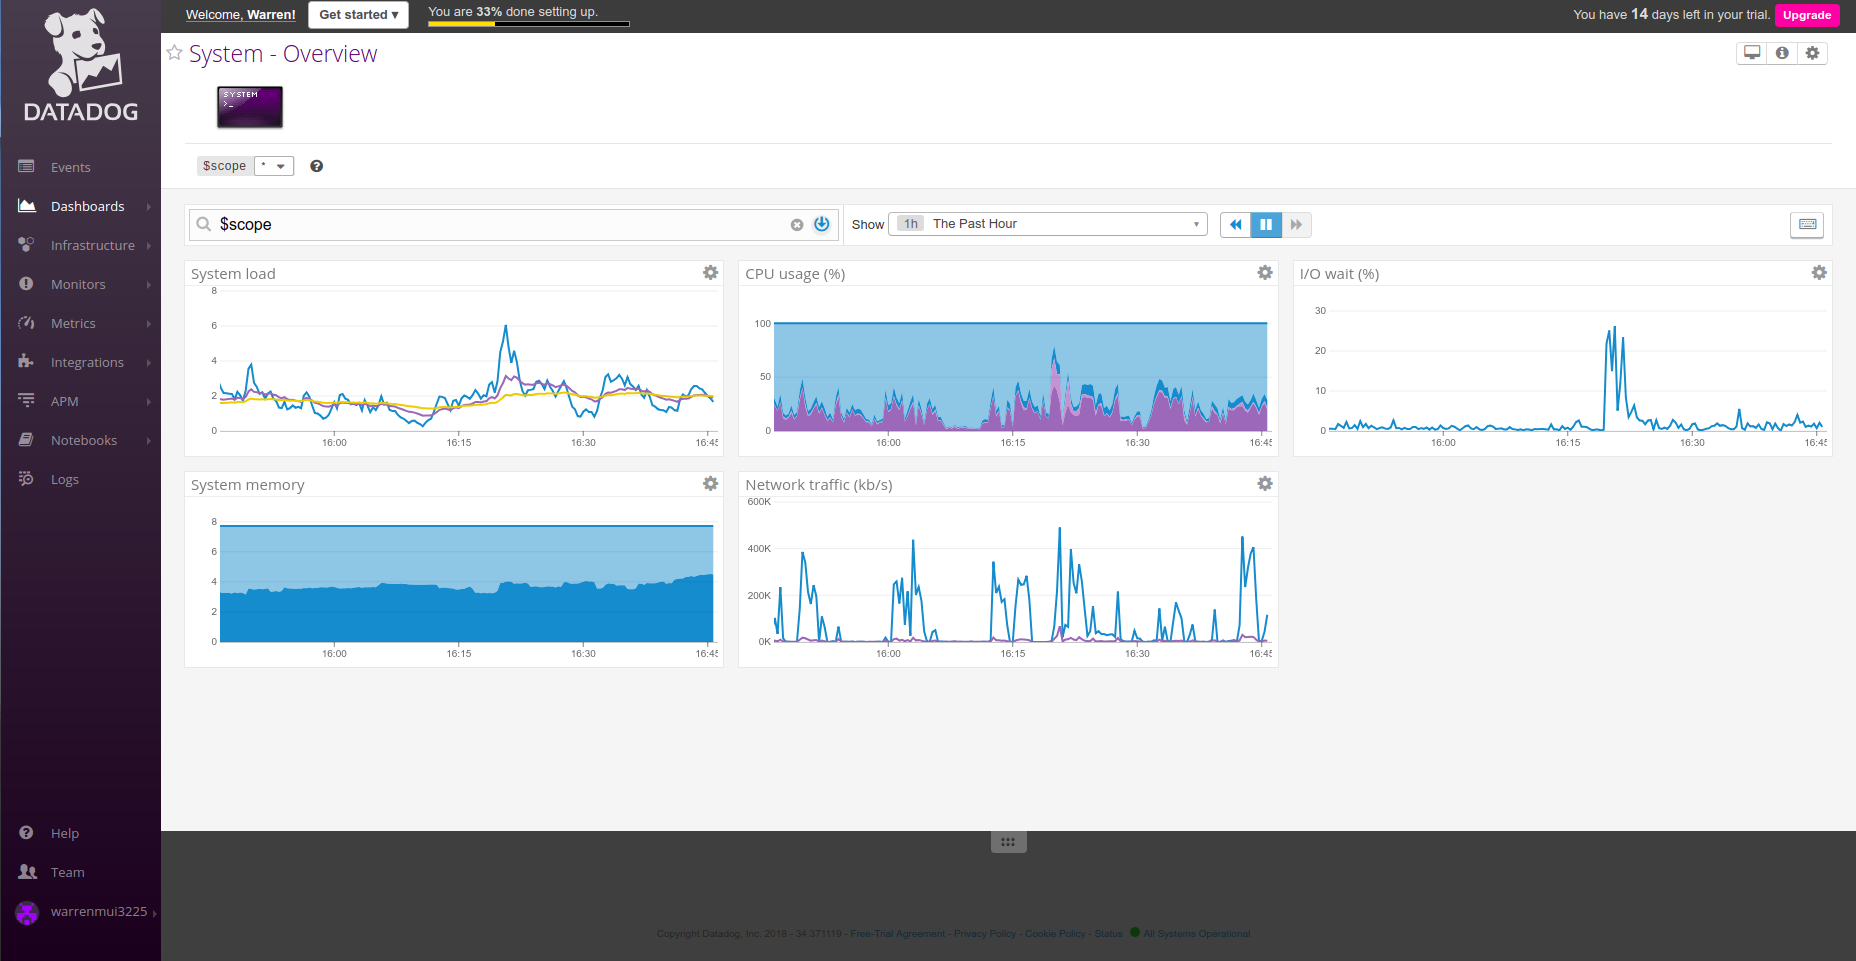 DATADOG
Welcome, Warren!
Get started ▾
You are 33% done setting up.
You have 14 days left in your trial.
Upgrade
System - Overview
SYSTEM
>_
$scope
*
Events
Dashboards
Infrastructure
Monitors
Metrics
Integrations
APM
Notebooks
Logs
Help
Team
warrenmui3225
$scope
Show
1h The Past Hour
System load
8
6
4
2
0
16:00 16:15 16:30 16:45
CPU usage (%)
100
50
0
16:00 16:15 16:30 16:45
I/O wait (%)
30
20
10
0
16:00 16:15 16:30 16:45
System memory
8
6
4
2
0
16:00 16:15 16:30 16:45
Network traffic (kb/s)
600K
400K
200K
0K
16:00 16:15 16:30 16:45
Copyright Datadog, Inc. 2018 - 34.371119 - Free-Trial Agreement - Privacy Policy - Cookie Policy - Status All Systems Operational